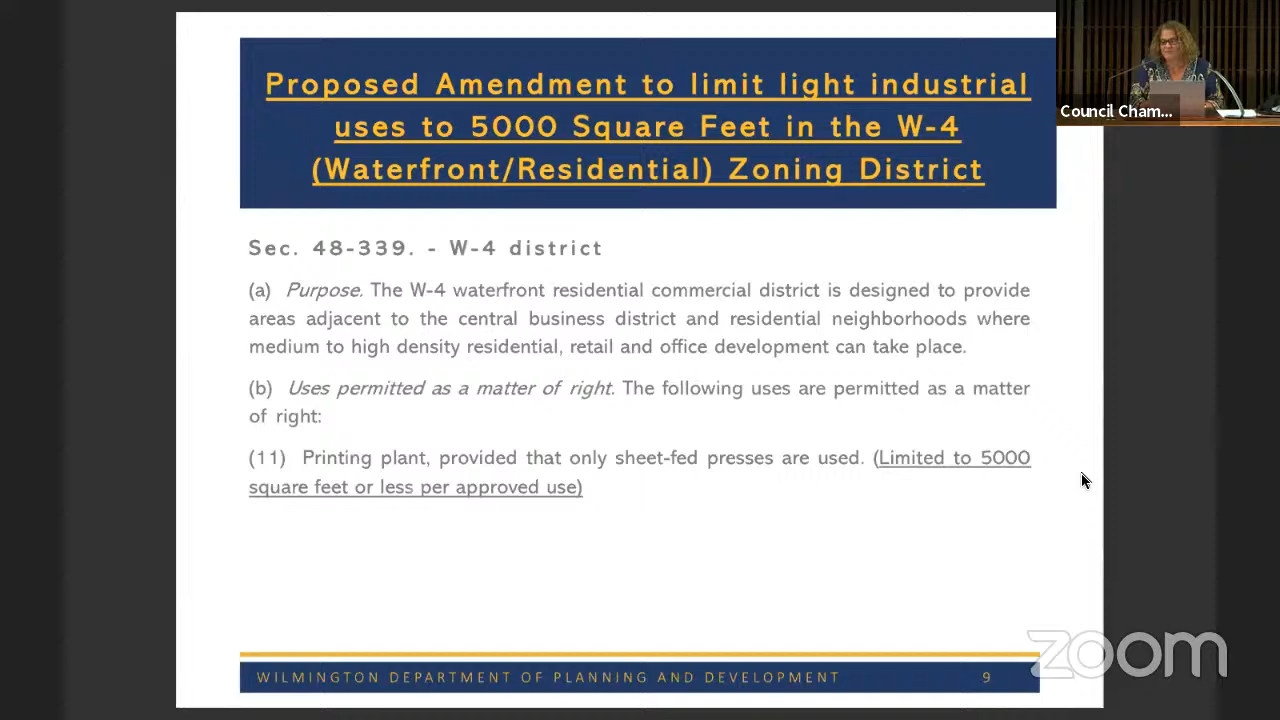 Proposed Amendment to limit light industrial
uses to 5000 Square Feet in the W-4
(Waterfront/Residential) Zoning District
Council Cham...
Sec. 48-339. - W-4 district
(a) Purpose. The W-4 waterfront residential commercial district is designed to provide
areas adjacent to the central business district and residential neighborhoods where
medium to high density residential, retail and office development can take place.
(b) Uses permitted as a matter of right. The following uses are permitted as a matter
of right:
(11) Printing plant, provided that only sheet-fed presses are used. (Limited to 5000
square feet or less per approved use)
zoom
WILMINGTON DEPARTMENT OF PLANNING AND DEVELOPMENT 9